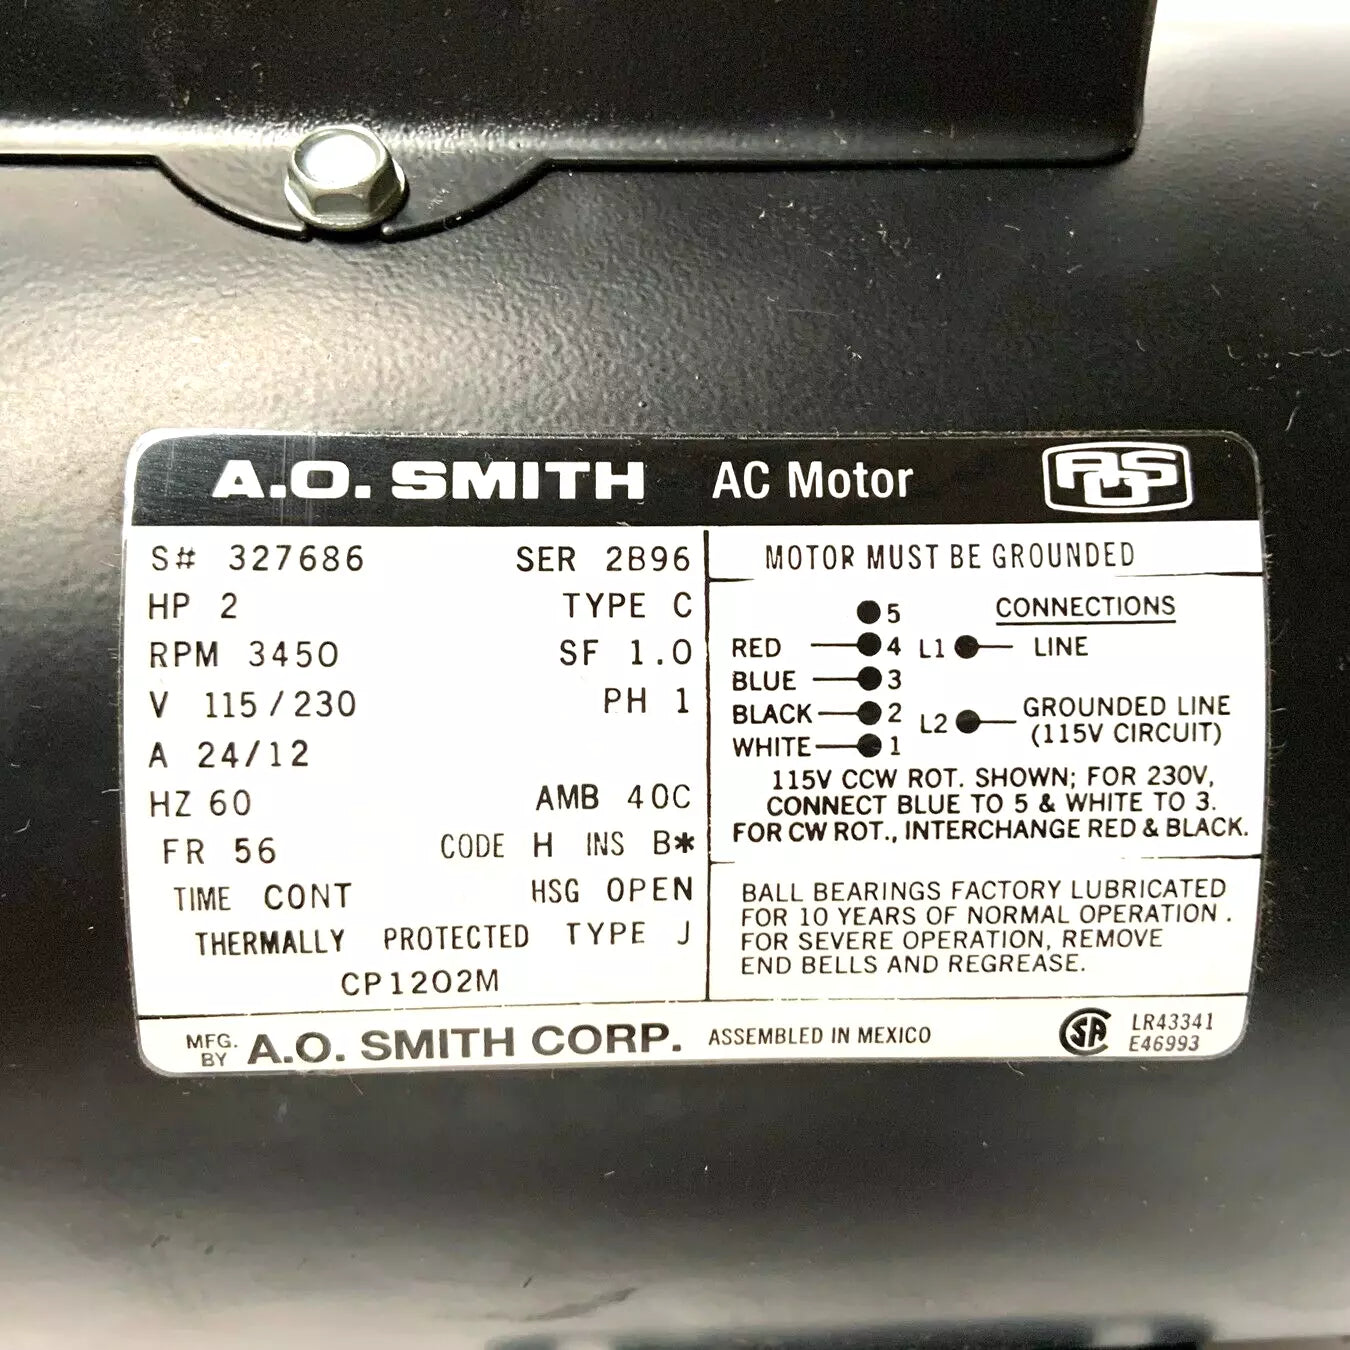 A.O. SMITH AC Motor AOS
S# 327686 SER 2B96
HP 2 TYPE C
RPM 3450 SF 1.0
V 115/230 PH 1
A 24/12
HZ 60 AMB 40C
FR 56 CODE H INS B*
TIME CONT HSG OPEN
THERMALLY PROTECTED TYPE J
CP1202M
MOTOR MUST BE GROUNDED
5 CONNECTIONS
RED 4 L1 LINE
BLUE 3
BLACK 2 L2 GROUNDED LINE
WHITE 1 (115V CIRCUIT)
115V CCW ROT. SHOWN; FOR 230V,
CONNECT BLUE TO 5 & WHITE TO 3.
FOR CW ROT., INTERCHANGE RED & BLACK.
BALL BEARINGS FACTORY LUBRICATED
FOR 10 YEARS OF NORMAL OPERATION.
FOR SEVERE OPERATION, REMOVE
END BELLS AND REGREASE.
MFG. BY A.O. SMITH CORP. ASSEMBLED IN MEXICO
SA LR43341
E46993